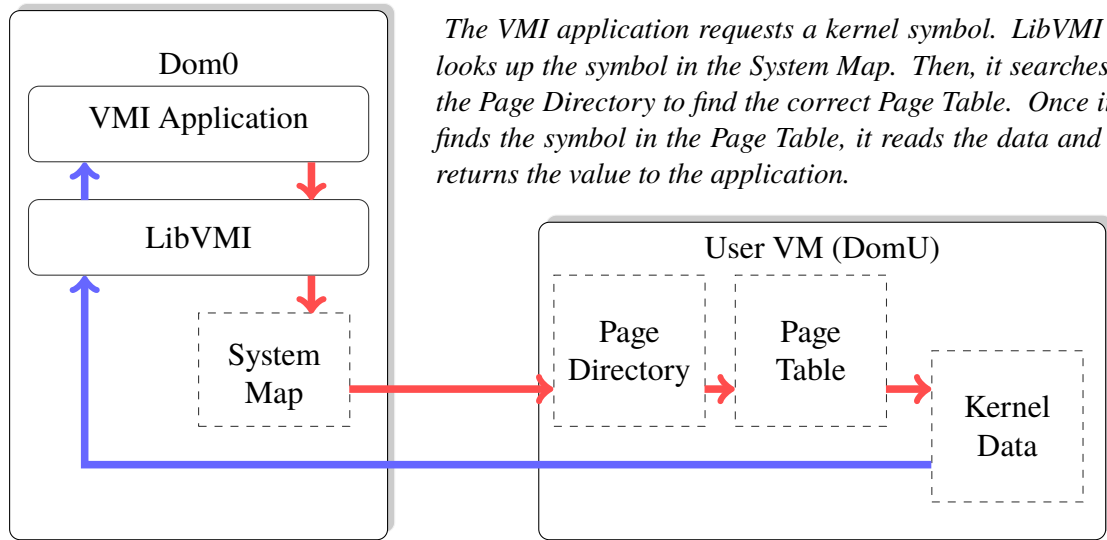 The VMI application requests a kernel symbol. LibVMI
looks up the symbol in the System Map. Then, it searches
the Page Directory to find the correct Page Table. Once it
finds the symbol in the Page Table, it reads the data and
returns the value to the application.
Dom0
VMI Application
LibVMI
System
Map
User VM (DomU)
Page
Directory
Page
Table
Kernel
Data